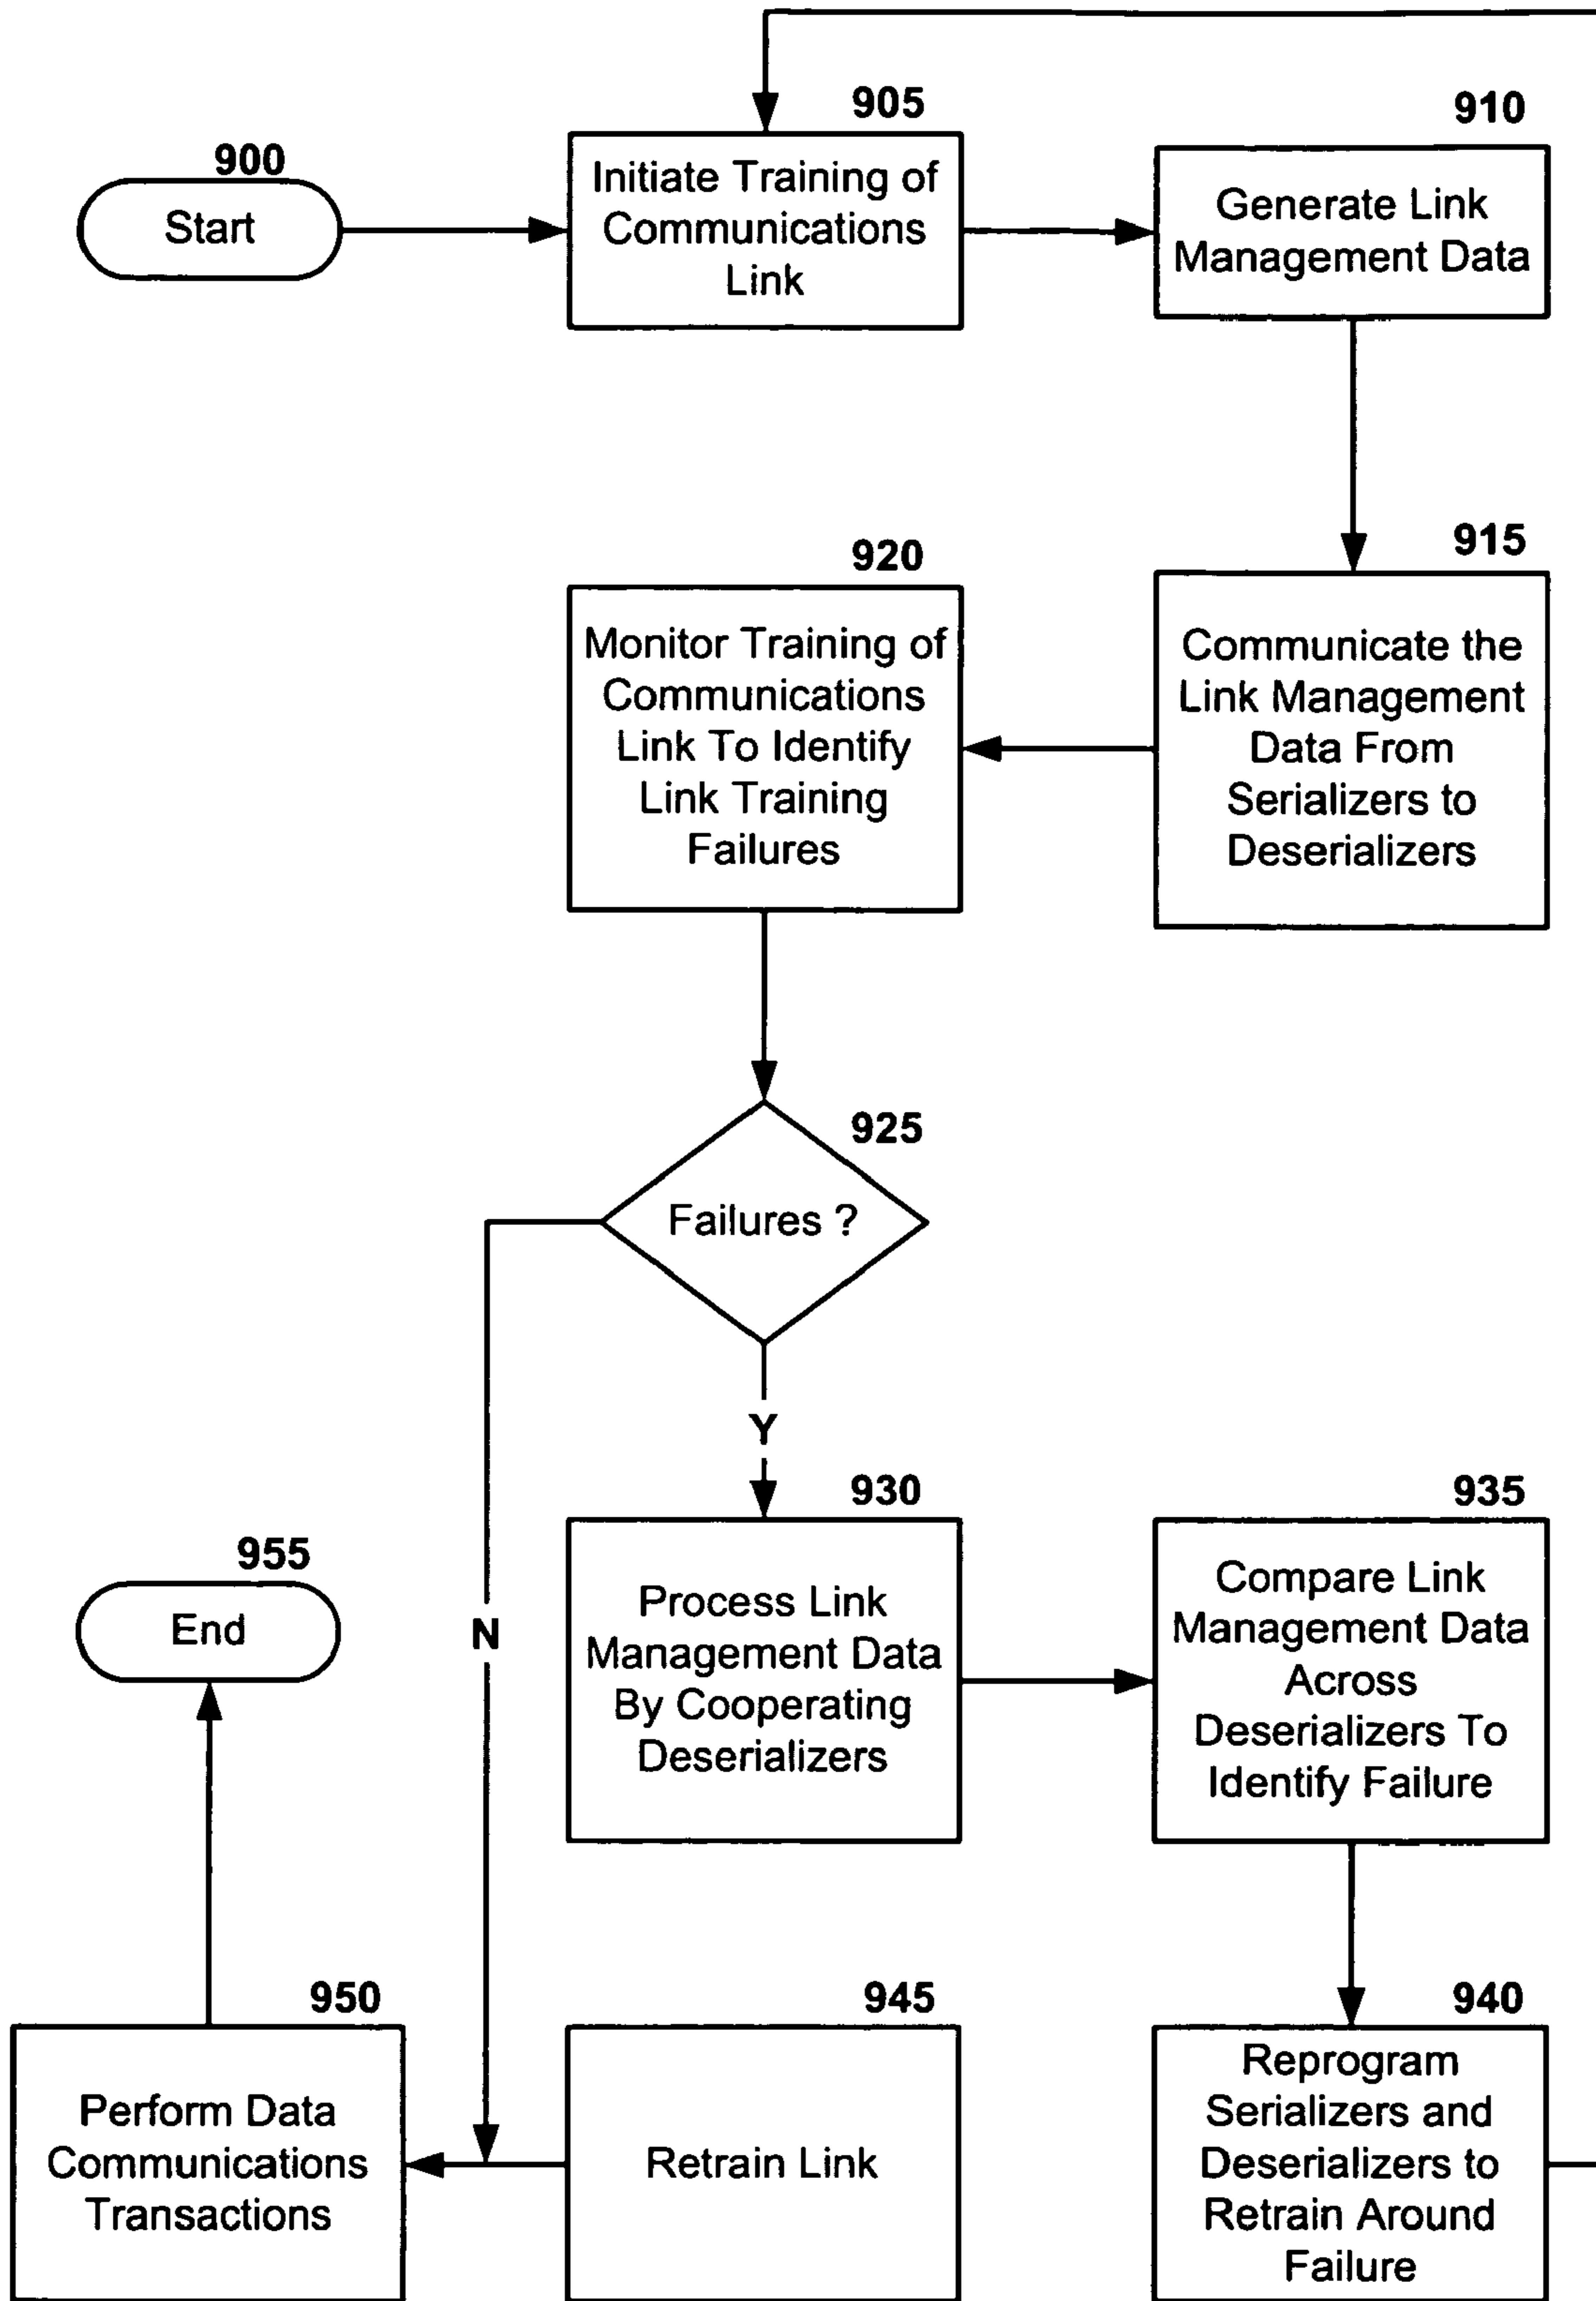 900
Start
905
Initiate Training of
Communications
Link
910
Generate Link
Management Data
915
Communicate the
Link Management
Data From
Serializers to
Deserializers
920
Monitor Training of
Communications
Link To Identify
Link Training
Failures
925
Failures ?
Y
N
930
Process Link
Management Data
By Cooperating
Deserializers
935
Compare Link
Management Data
Across
Deserializers To
Identify Failure
940
Reprogram
Serializers and
Deserializers to
Retrain Around
Failure
945
Retrain Link
950
Perform Data
Communications
Transactions
955
End